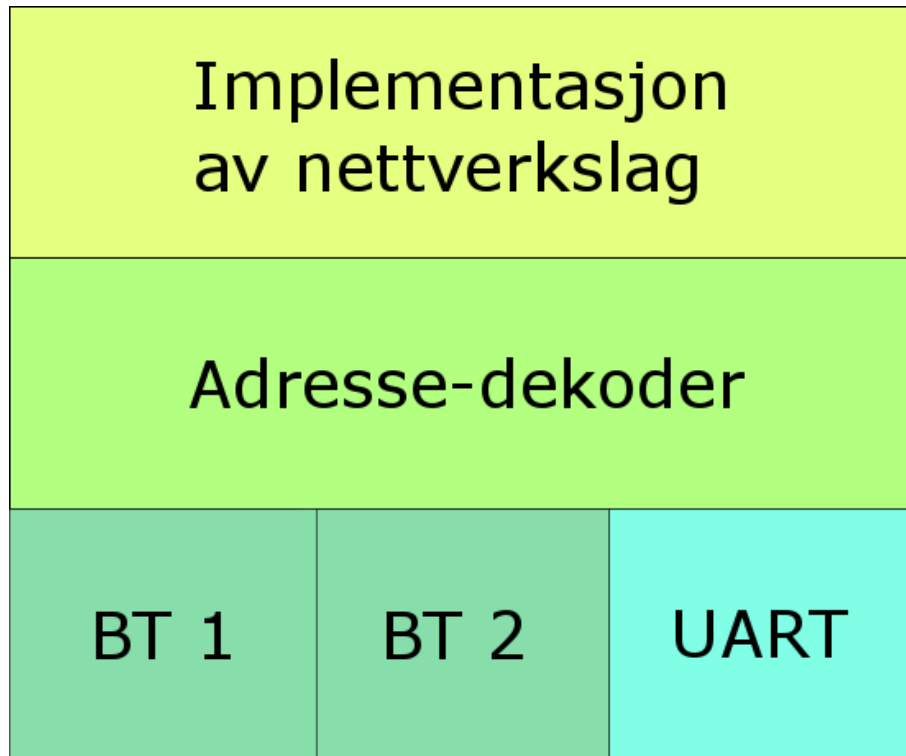 Implementasjon
av nettverkslag
Adresse-dekoder
BT 1
BT 2
UART